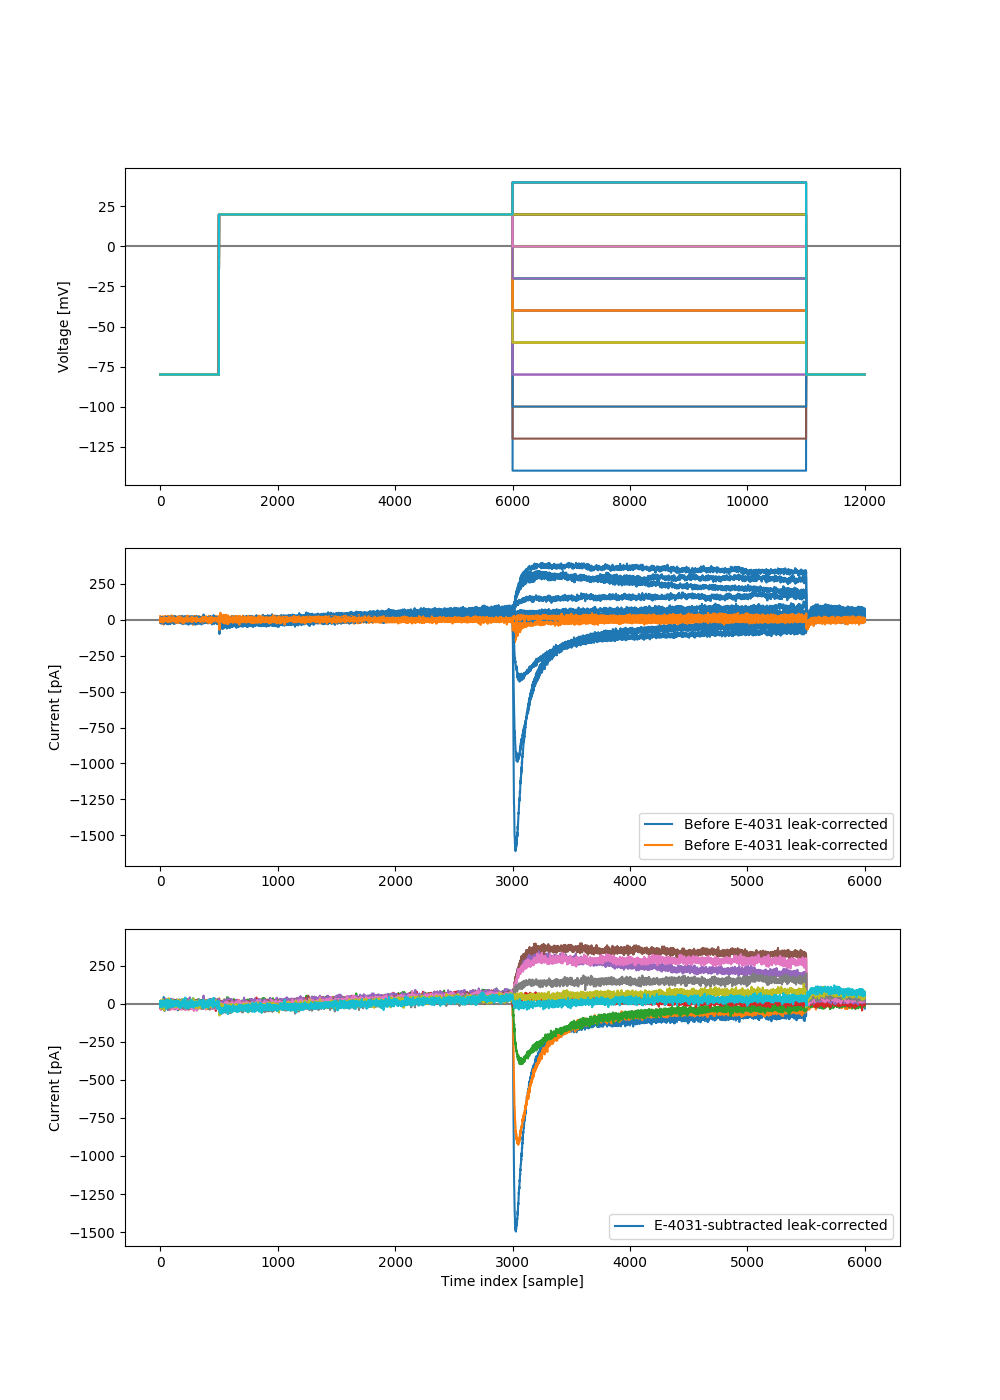 25
0
−25
−50
−75
−100
−125
Voltage [mV]
0 2000 4000 6000 8000 10000 12000
250
0
−250
−500
−750
−1000
−1250
−1500
Current [pA]
Before E-4031 leak-corrected
Before E-4031 leak-corrected
0 1000 2000 3000 4000 5000 6000
250
0
−250
−500
−750
−1000
−1250
−1500
Current [pA]
E-4031-subtracted leak-corrected
0 1000 2000 3000 4000 5000 6000
Time index [sample]